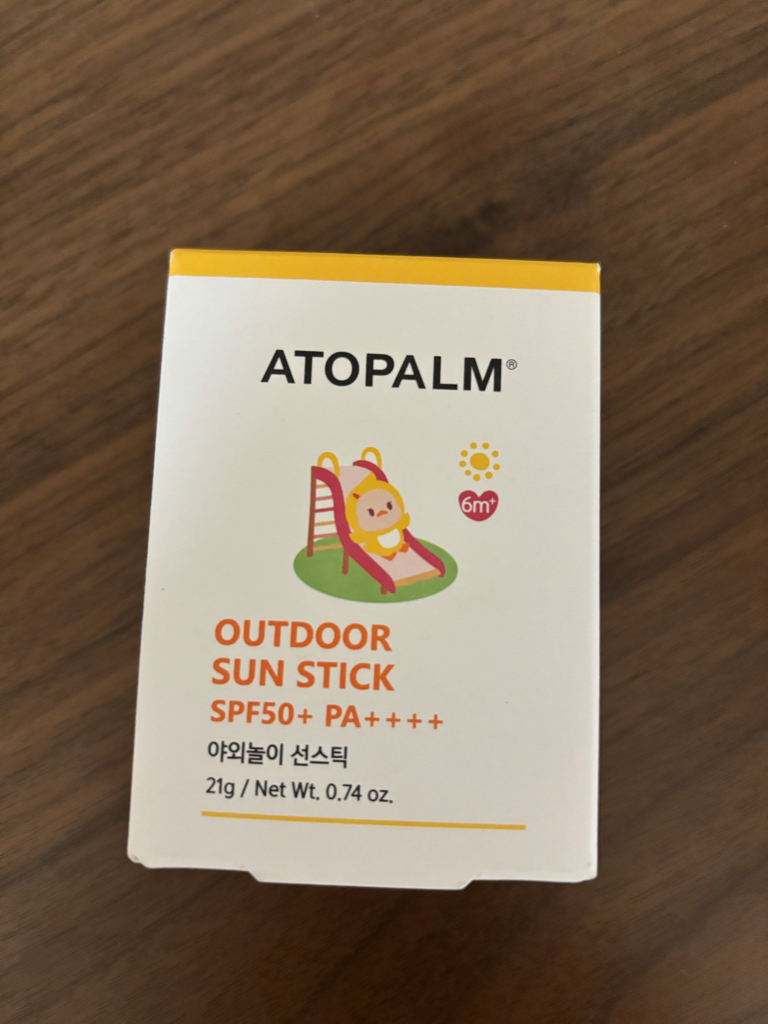 ATOPALM®
6m+
OUTDOOR
SUN STICK
SPF50+ PA++++
야외놀이 선스틱
21g / Net Wt. 0.74 oz.